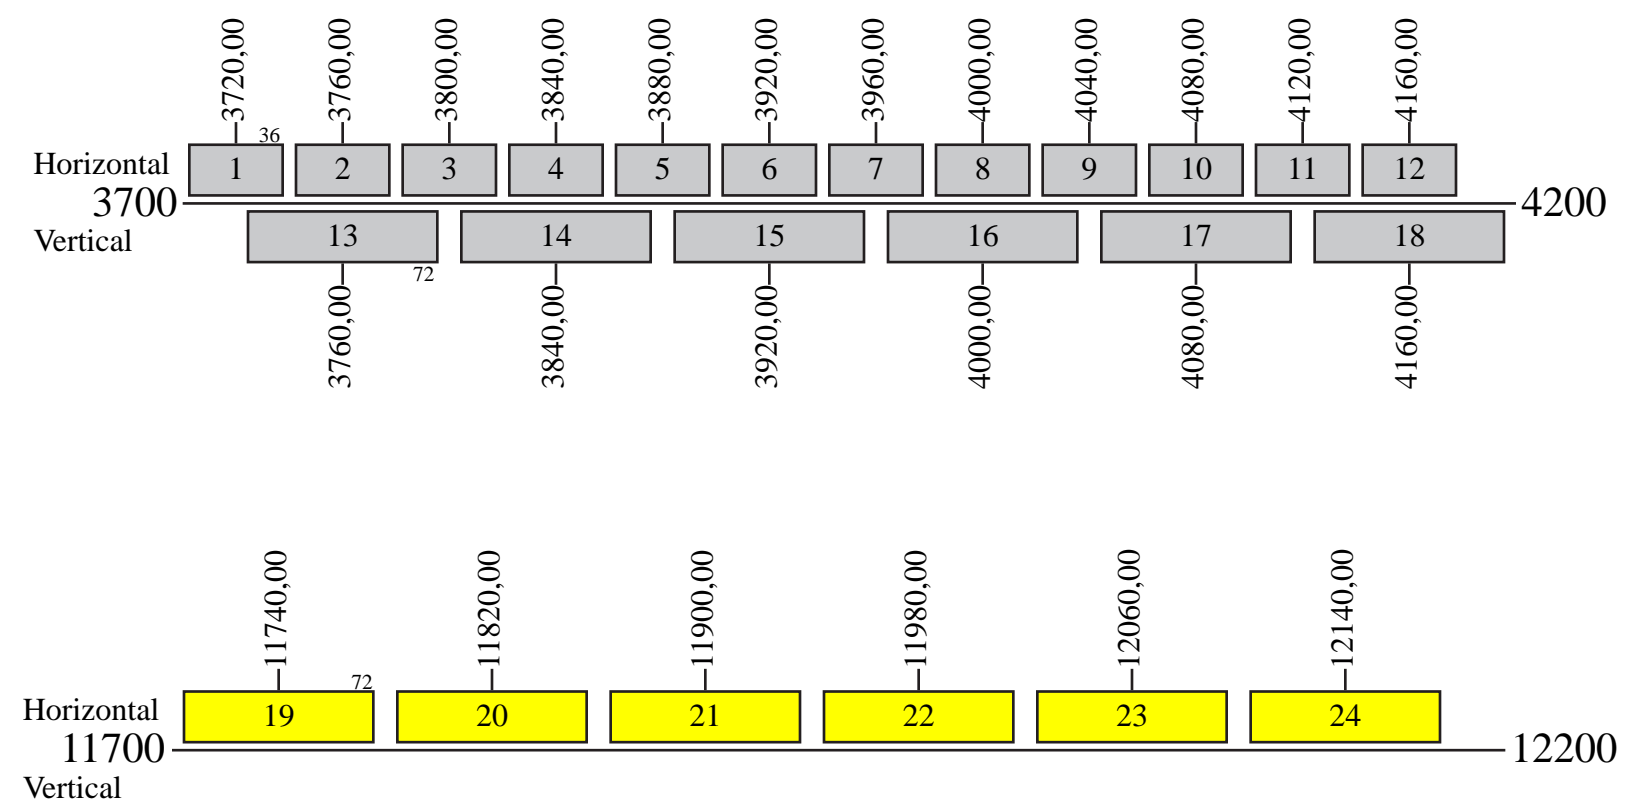 3720,00 3760,00 3800,00 3840,00 3880,00 3920,00 3960,00 4000,00 4040,00 4080,00 4120,00 4160,00
36
Horizontal 1 2 3 4 5 6 7 8 9 10 11 12
3700 4200
Vertical 13 14 15 16 17 18
72
3760,00 3840,00 3920,00 4000,00 4080,00 4160,00
11740,00 11820,00 11900,00 11980,00 12060,00 12140,00
72
Horizontal 19 20 21 22 23 24
11700 12200
Vertical